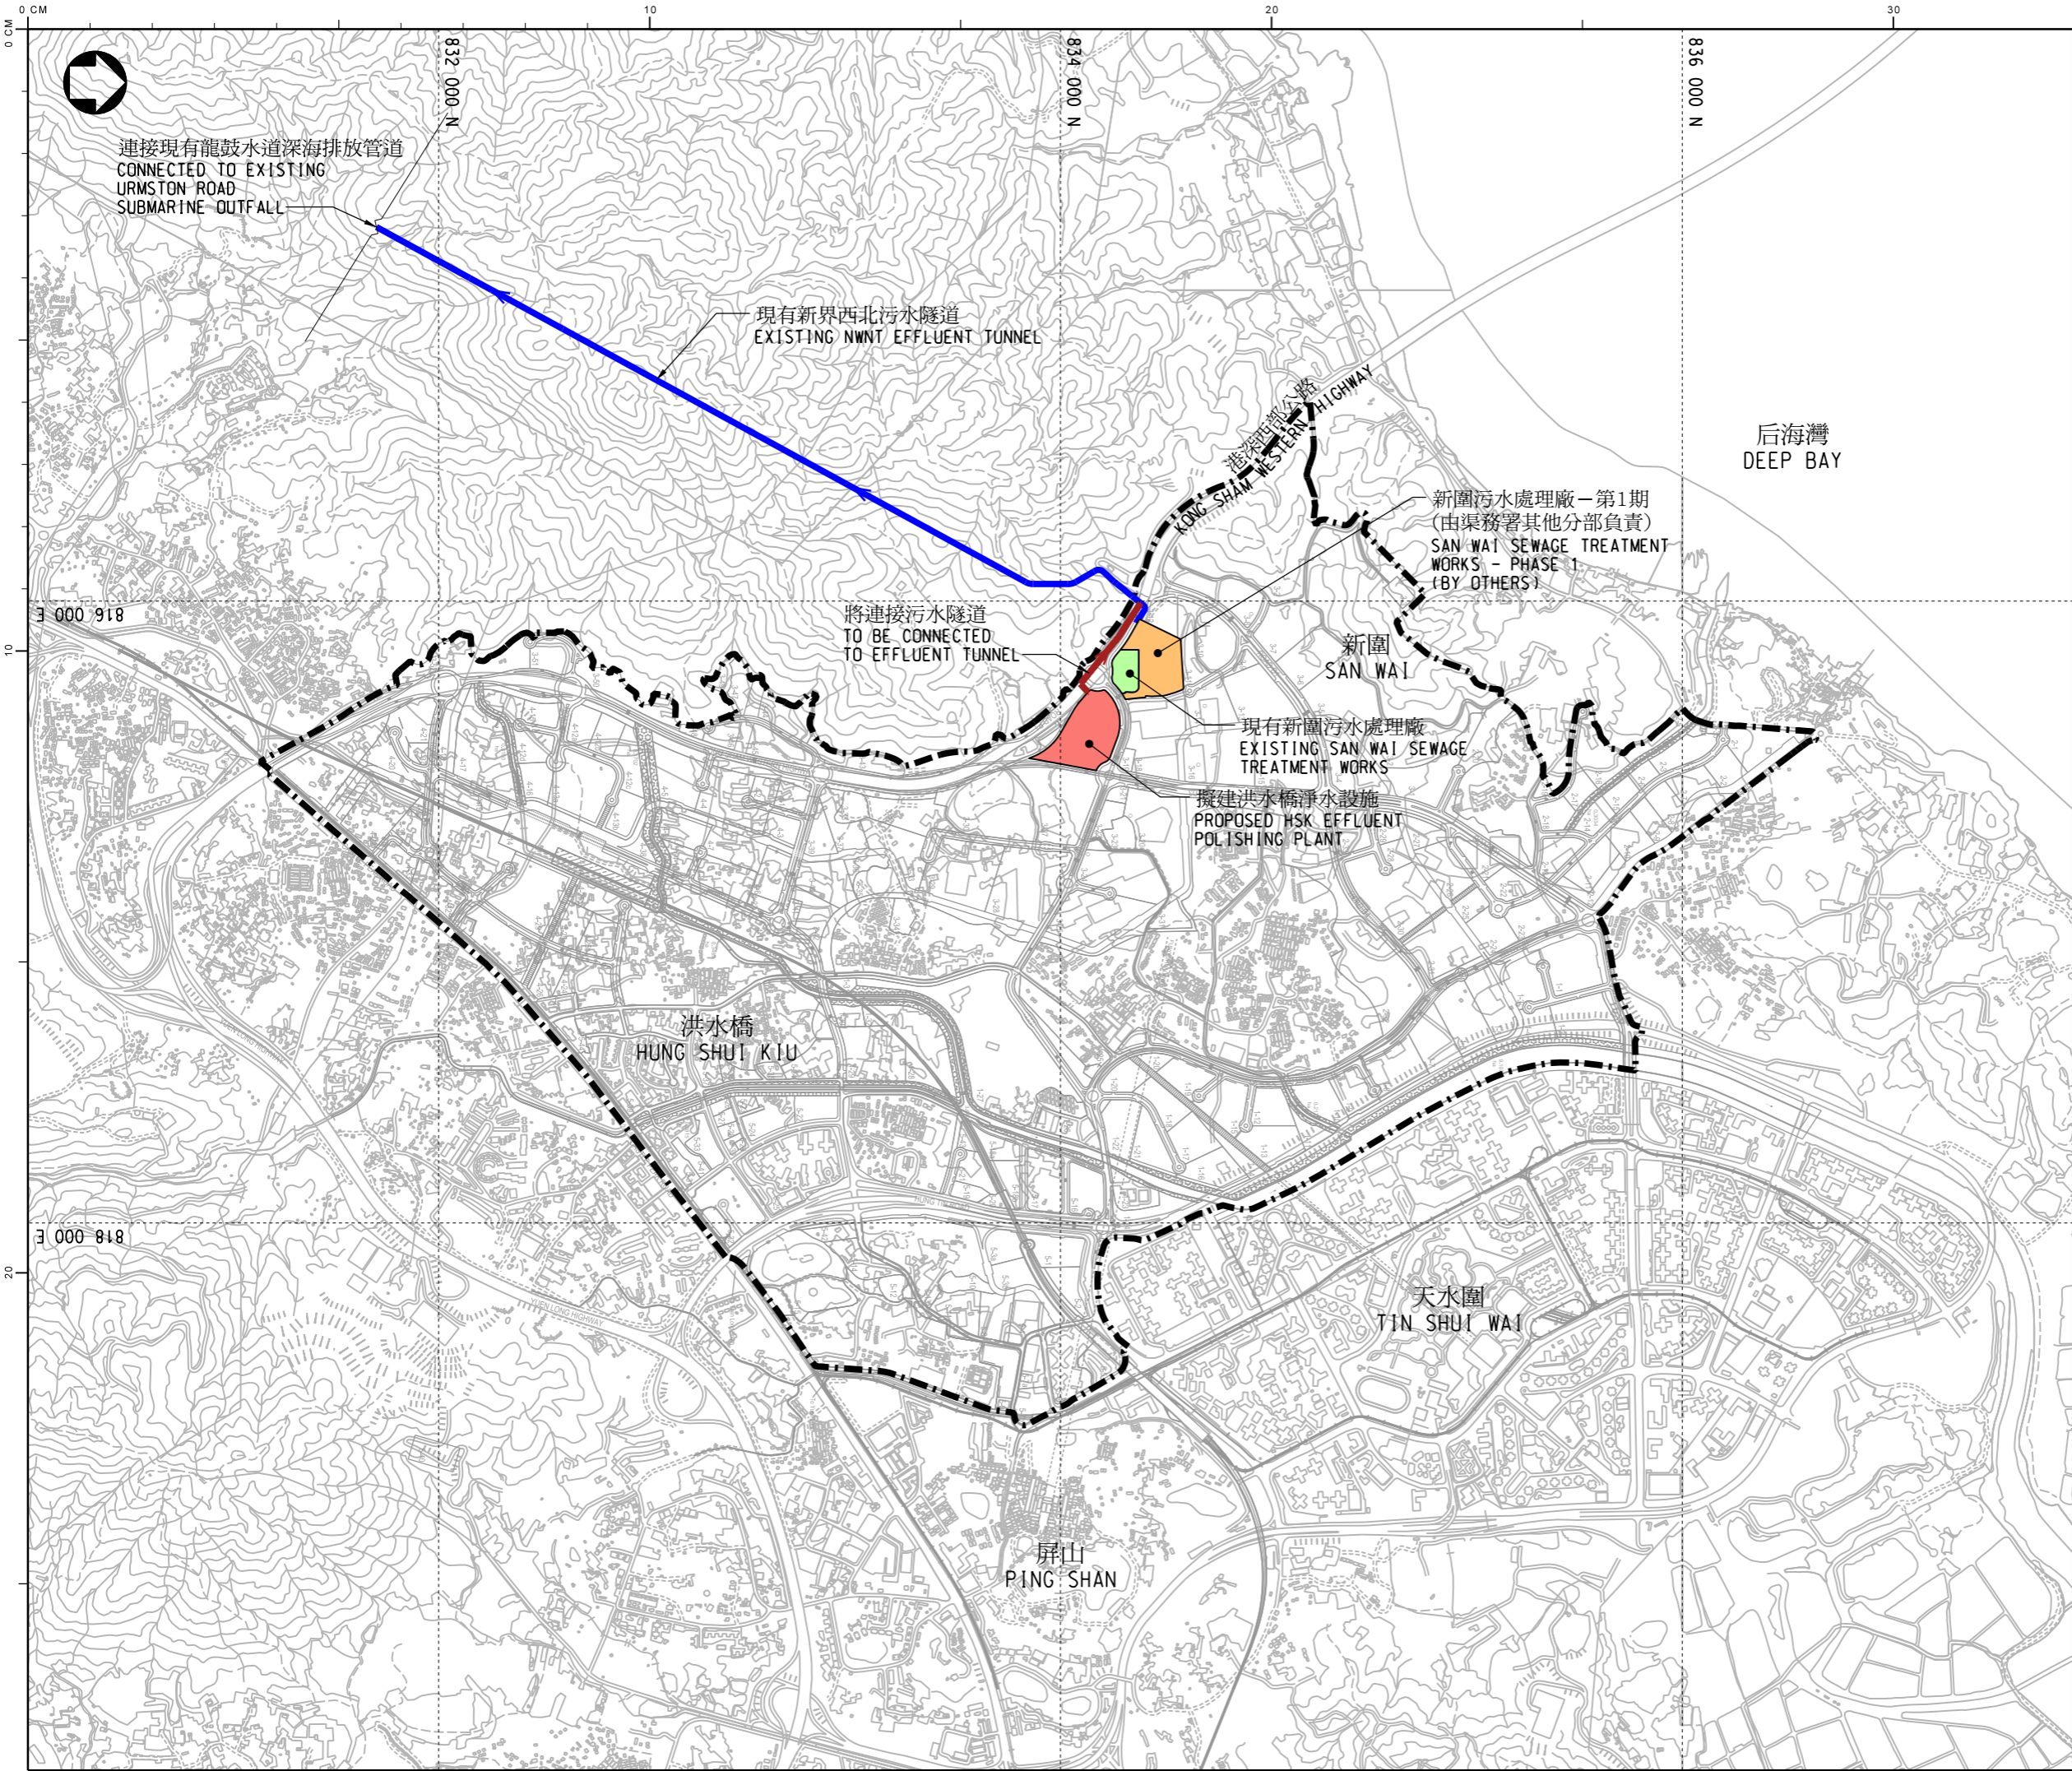 0 CM
10
20
30
0 CM
10
20
832 000 N
834 000 N
836 000 N
816 000 E
818 000 E
連接現有龍鼓水道深海排放管道
CONNECTED TO EXISTING
URMSTON ROAD
SUBMARINE OUTFALL
現有新界西北污水隧道
EXISTING NWNT EFFLUENT TUNNEL
港深西部公路
KONG SHAM WESTERN HIGHWAY
后海灣
DEEP BAY
新圍污水處理廠－第1期
(由渠務署其他分部負責)
SAN WAI SEWAGE TREATMENT
WORKS - PHASE 1
(BY OTHERS)
將連接污水隧道
TO BE CONNECTED
TO EFFLUENT TUNNEL
新圍
SAN WAI
現有新圍污水處理廠
EXISTING SAN WAI SEWAGE
TREATMENT WORKS
擬建洪水橋淨水設施
PROPOSED HSK EFFLUENT
POLISHING PLANT
洪水橋
HUNG SHUI KIU
YUEN LONG HIGHWAY
天水圍
TIN SHUI WAI
屏山
PING SHAN